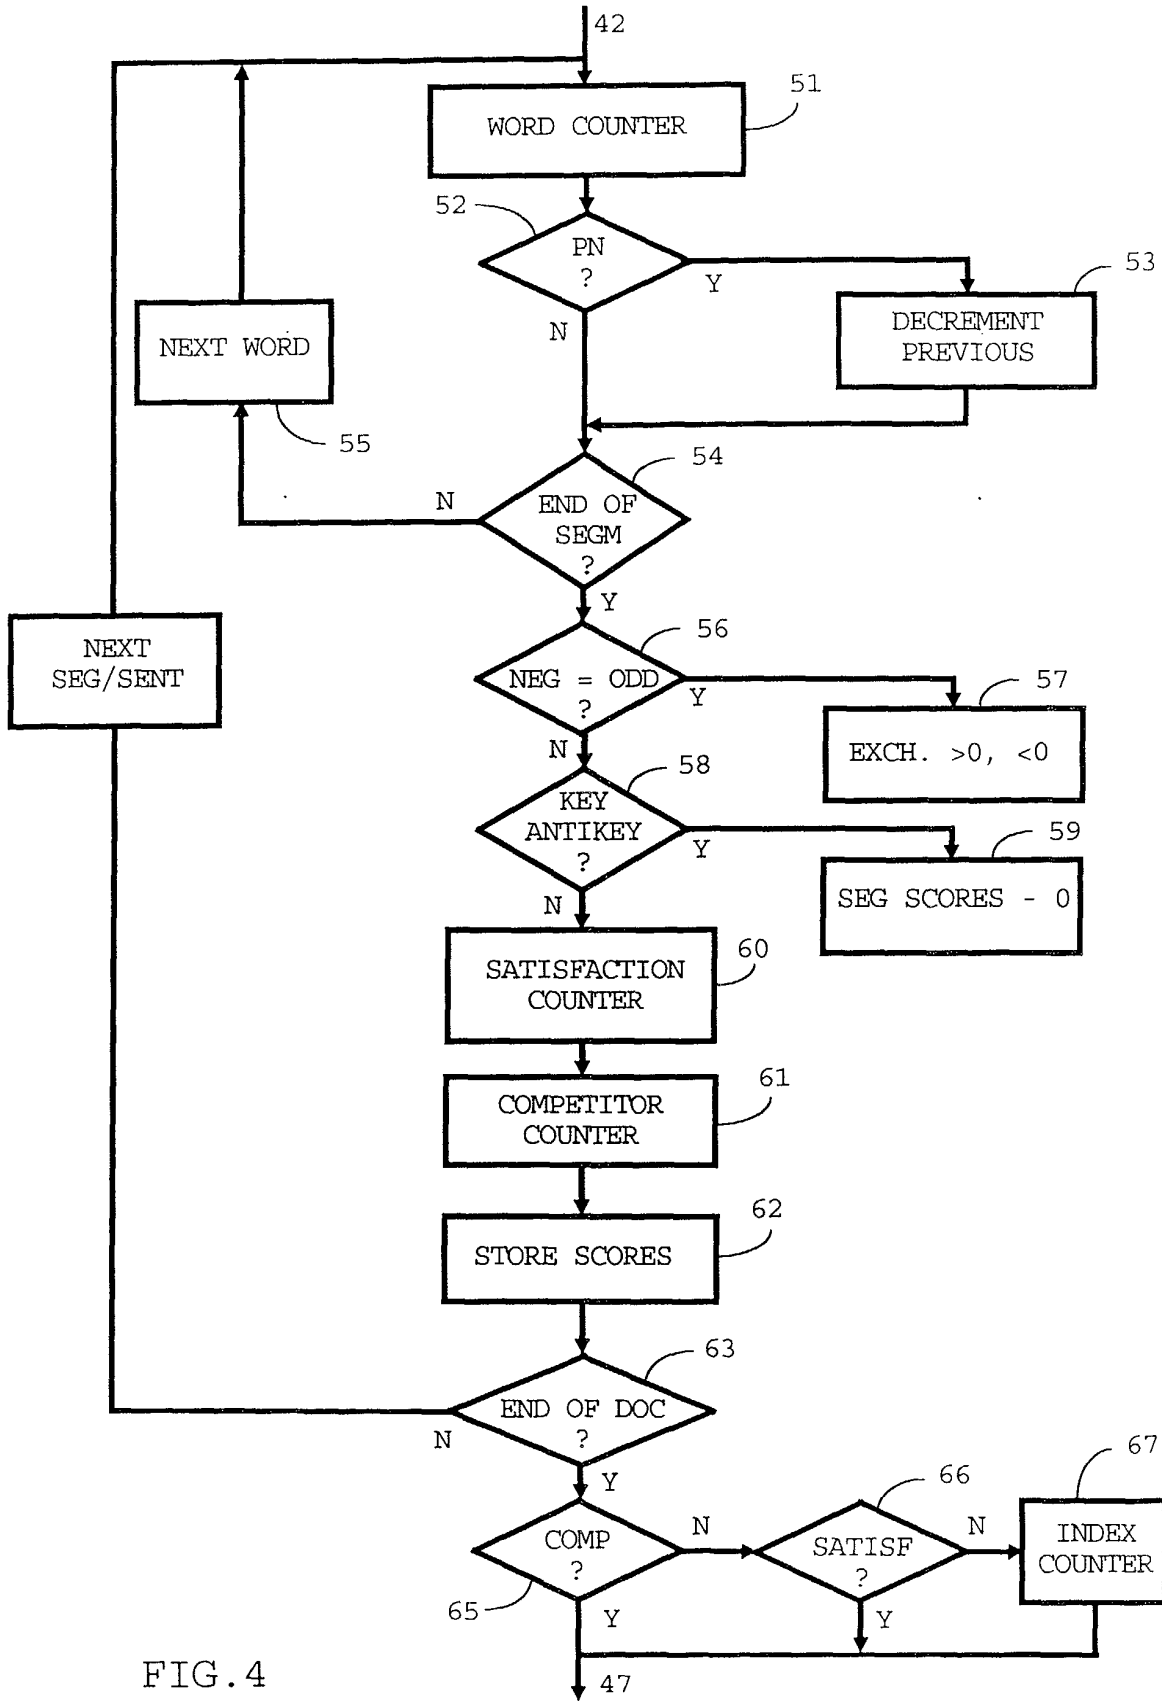 42
51
WORD COUNTER
52
PN
?
Y
53
N
DECREMENT
PREVIOUS
NEXT WORD
55
54
N
END OF
SEGM
?
Y
NEXT
SEG/SENT
56
NEG = ODD
?
Y
57
N
EXCH. >0, <0
58
KEY
ANTIKEY
?
Y
59
N
SEG SCORES - 0
60
SATISFACTION
COUNTER
61
COMPETITOR
COUNTER
62
STORE SCORES
63
END OF DOC
?
N
Y
COMP
?
N
66
SATISF
?
N
67
INDEX
COUNTER
65
Y
Y
47
FIG.4